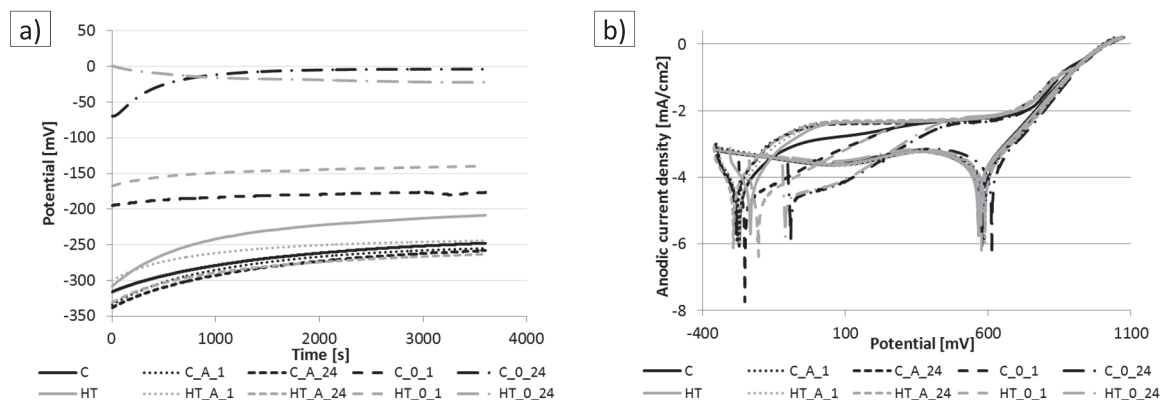 a)
50
0
-50
-100
-150
-200
-250
-300
-350
Potential [mV]
0 1000 2000 3000 4000
Time [s]
C C_A_1 C_A_24 C_0_1 C_0_24
HT HT_A_1 HT_A_24 HT_0_1 HT_0_24
b)
0
-2
-4
-6
-8
Anodic current density [mA/cm2]
-400 100 600 1100
Potential [mV]
C C_A_1 C_A_24 C_0_1 C_0_24
HT HT_A_1 HT_A_24 HT_0_1 HT_0_24